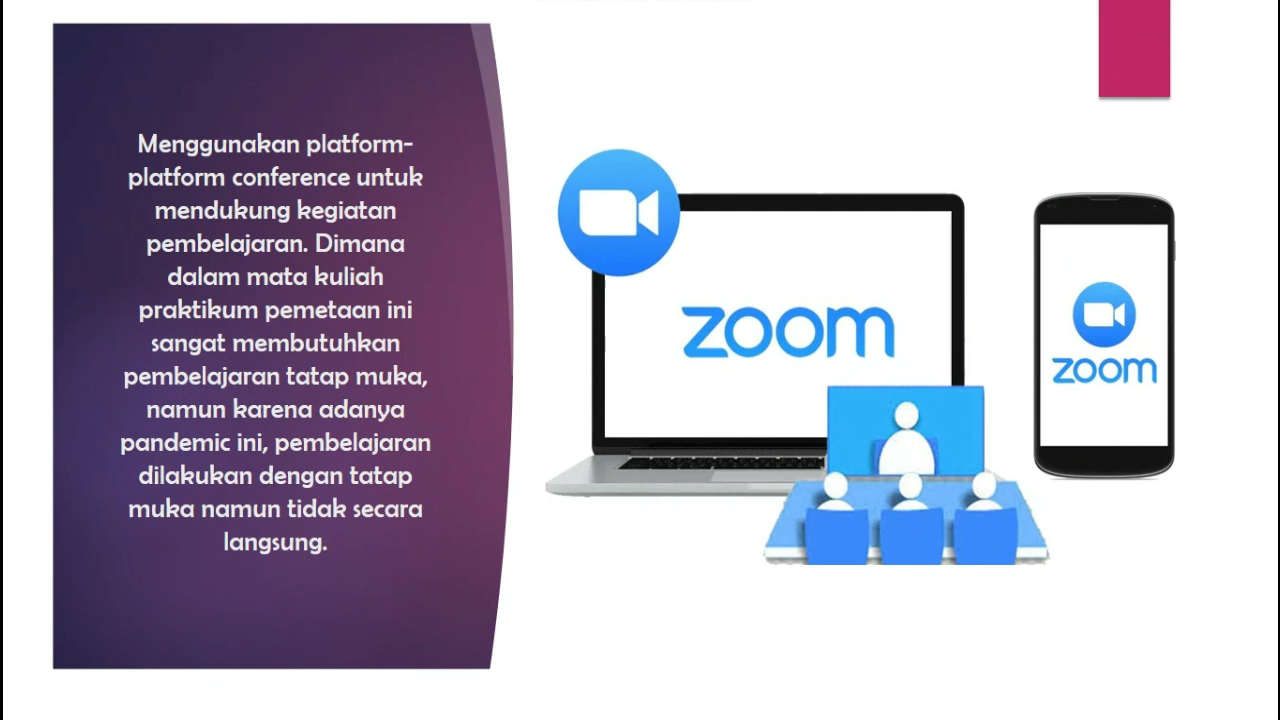 Menggunakan platform-
platform conference untuk
mendukung kegiatan
pembelajaran. Dimana
dalam mata kuliah
praktikum pemetaan ini
sangat membutuhkan
pembelajaran tatap muka,
namun karena adanya
pandemic ini, pembelajaran
dilakukan dengan tatap
muka namun tidak secara
langsung.
zoom
zoom